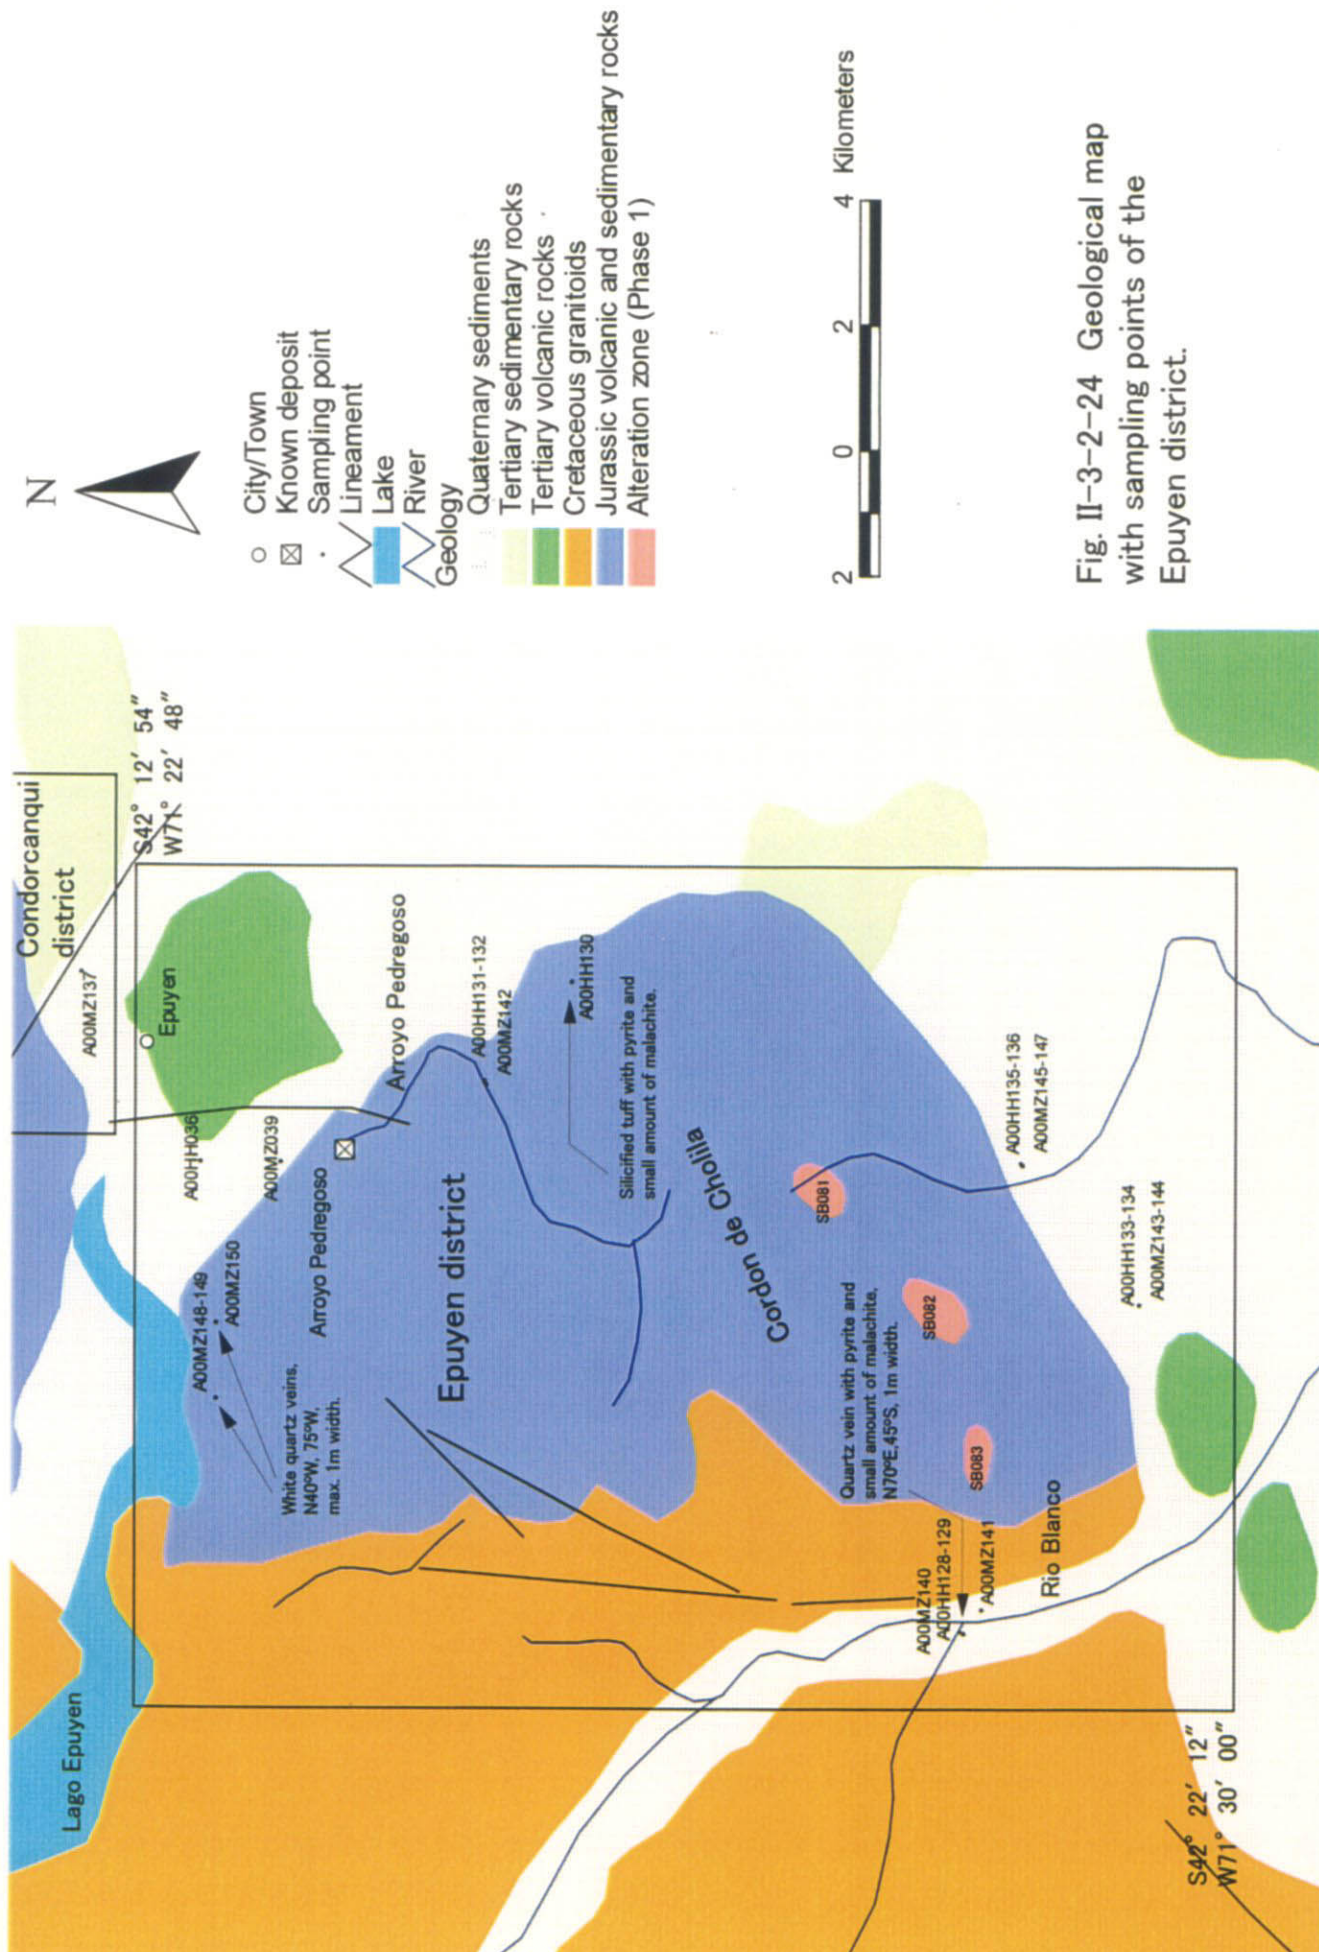 Condorcanqui
district
S42° 12′ 54″
W71° 22′ 48″
A00MZ137
Epuyen
Lago Epuyen
A00HH036
A00MZ039
A00MZ148-149
A00MZ150
White quartz veins,
N40°W, 75°W,
max. 1m width.
Arroyo Pedregoso
Arroyo Pedregoso
Epuyen district
A00HH131-132
A00MZ142
A00HH130
Silicified tuff with pyrite and
small amount of malachite.
Cordon de Cholila
SB081
SB082
SB083
Quartz vein with pyrite and
small amount of malachite,
N70°E,45°S, 1m width.
A00MZ140
A00HH128-129
A00MZ141
Rio Blanco
A00HH135-136
A00MZ145-147
A00HH133-134
A00MZ143-144
S42° 22′ 12″
W71° 30′ 00″
N
City/Town
Known deposit
Sampling point
Lineament
Lake
River
Geology
Quaternary sediments
Tertiary sedimentary rocks
Tertiary volcanic rocks
Cretaceous granitoids
Jurassic volcanic and sedimentary rocks
Alteration zone (Phase 1)
2 0 2 4 Kilometers
Fig. II-3-2-24 Geological map
with sampling points of the
Epuyen district.